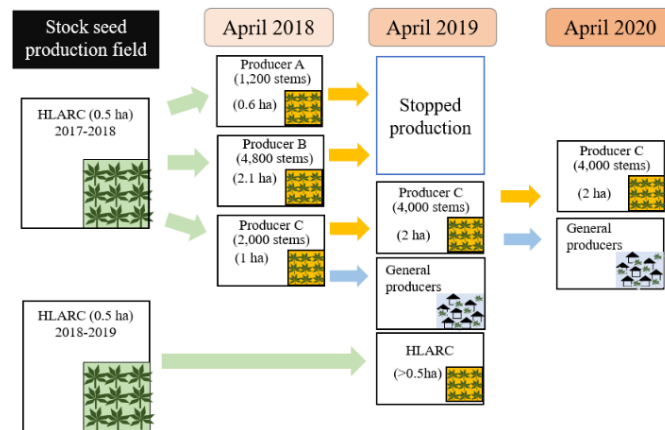 Stock seed
production field
April 2018
April 2019
April 2020
HLARC (0.5 ha)
2017-2018
Producer A
(1,200 stems)
(0.6 ha)
Producer B
(4,800 stems)
(2.1 ha)
Producer C
(2,000 stems)
(1 ha)
Stopped
production
Producer C
(4,000 stems)
(2 ha)
General
producers
Producer C
(4,000 stems)
(2 ha)
General
producers
HLARC (0.5 ha)
2018-2019
HLARC
(>0.5ha)